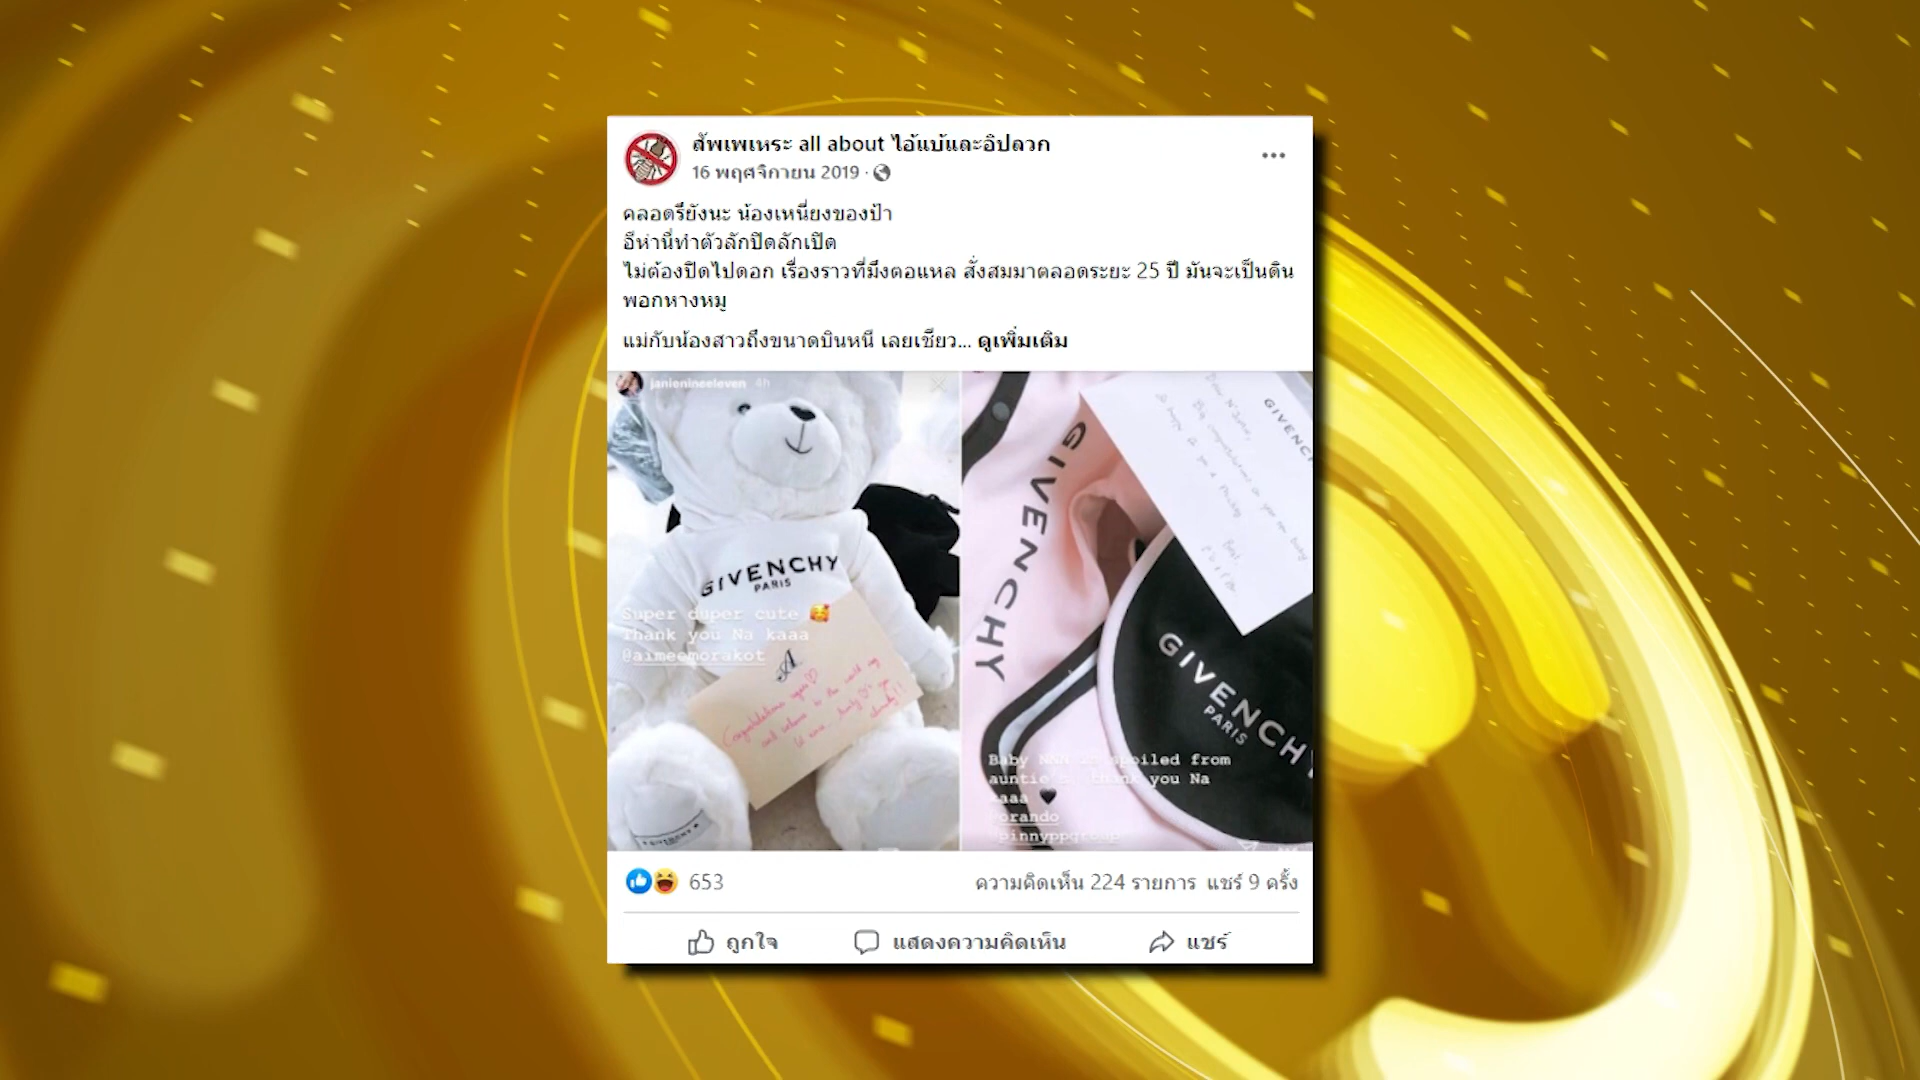 สัพเพเหระ all about ไอ้แบ้และอิปลวก
16 พฤศจิกายน 2019
คลอดรึยังนะ น้องเหนี่ยงของป้า
อีห่านี่ทำตัวลักปิดลักเปิด
ไม่ต้องปิดไปดอก เรื่องราวที่มึงตอแหล สั่งสมมาตลอดระยะ 25 ปี มันจะเป็นดิน
พอกหางหมู
แม่กับน้องสาวถึงขนาดบินหนี เลยเชียว... ดูเพิ่มเติม
janienineeleven 4h
GIVENCHY
PARIS
Super duper cute
Thank you Na kaaa
@aimeemorakot
A
GIVENCHY
GIVENCHY
GIVENCHY
PARIS
Baby NNN spoiled from
auntie thank you Na
kaaa
orando
pinnyppgroup
653
ความคิดเห็น 224 รายการ แชร์ 9 ครั้ง
ถูกใจ
แสดงความคิดเห็น
แชร์